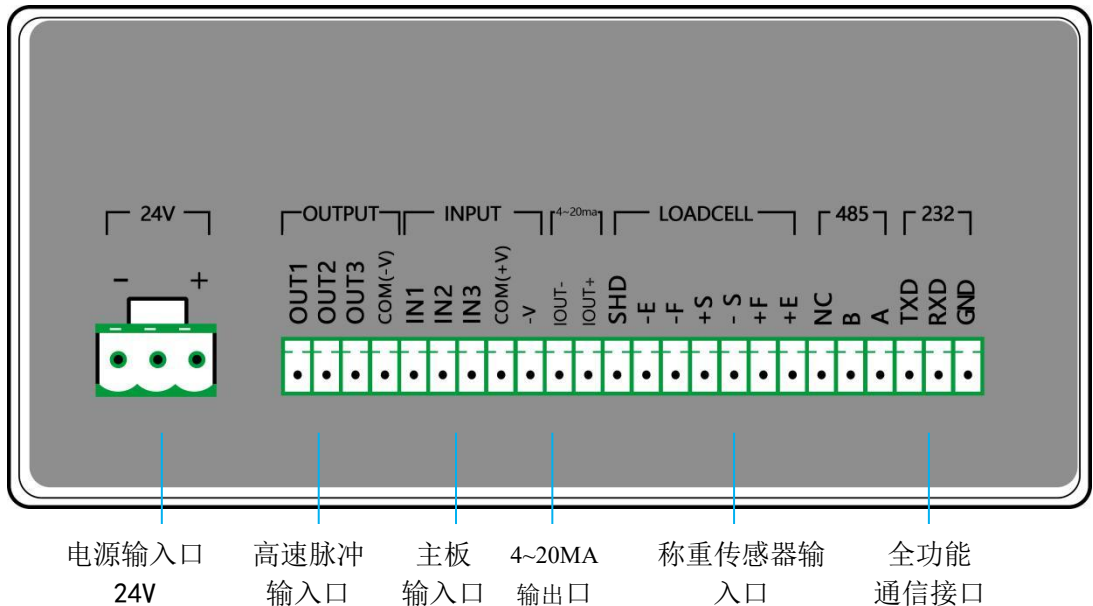 24V
OUTPUT
INPUT
4~20ma
LOADCELL
485
232
- +
OUT1
OUT2
OUT3
COM(-V)
IN1
IN2
IN3
COM(+V)
-V
IOUT-
IOUT+
SHD
-E
-F
+S
-S
+F
+E
NC
B
A
TXD
RXD
GND
电源输入口
24V
高速脉冲
输入口
主板
输入口
4~20MA
输出口
称重传感器输
入口
全功能
通信接口